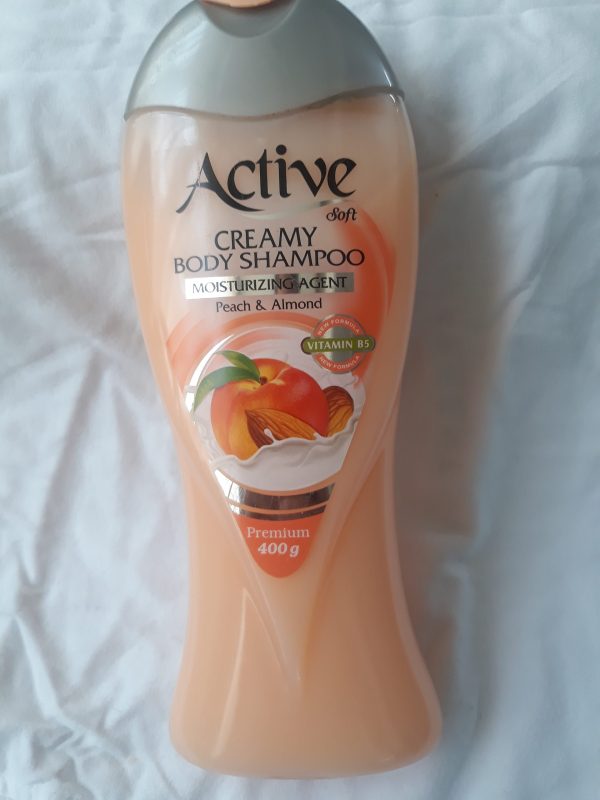 Active
Soft
CREAMY
BODY SHAMPOO
MOISTURIZING AGENT
Peach & Almond
NEW FORMULA
VITAMIN B5
NEW FORMULA
Premium
400 g